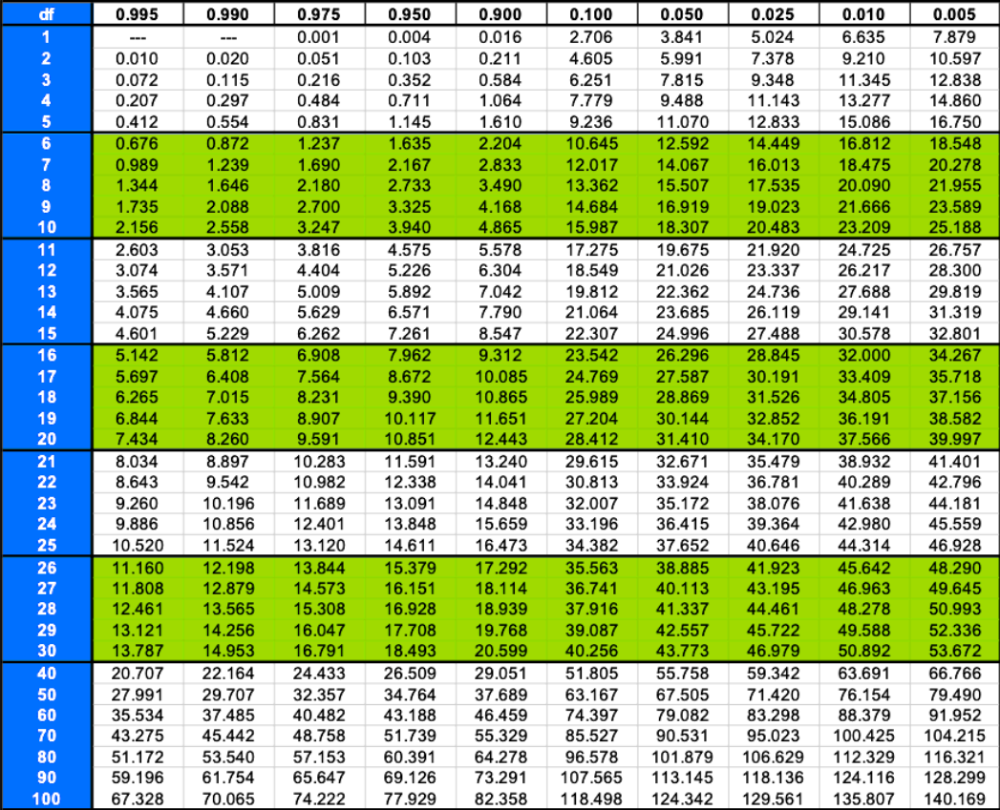 df 0.995 0.990 0.975 0.950 0.900 0.100 0.050 0.025 0.010 0.005
1 --- --- 0.001 0.004 0.016 2.706 3.841 5.024 6.635 7.879
2 0.010 0.020 0.051 0.103 0.211 4.605 5.991 7.378 9.210 10.597
3 0.072 0.115 0.216 0.352 0.584 6.251 7.815 9.348 11.345 12.838
4 0.207 0.297 0.484 0.711 1.064 7.779 9.488 11.143 13.277 14.860
5 0.412 0.554 0.831 1.145 1.610 9.236 11.070 12.833 15.086 16.750
6 0.676 0.872 1.237 1.635 2.204 10.645 12.592 14.449 16.812 18.548
7 0.989 1.239 1.690 2.167 2.833 12.017 14.067 16.013 18.475 20.278
8 1.344 1.646 2.180 2.733 3.490 13.362 15.507 17.535 20.090 21.955
9 1.735 2.088 2.700 3.325 4.168 14.684 16.919 19.023 21.666 23.589
10 2.156 2.558 3.247 3.940 4.865 15.987 18.307 20.483 23.209 25.188
11 2.603 3.053 3.816 4.575 5.578 17.275 19.675 21.920 24.725 26.757
12 3.074 3.571 4.404 5.226 6.304 18.549 21.026 23.337 26.217 28.300
13 3.565 4.107 5.009 5.892 7.042 19.812 22.362 24.736 27.688 29.819
14 4.075 4.660 5.629 6.571 7.790 21.064 23.685 26.119 29.141 31.319
15 4.601 5.229 6.262 7.261 8.547 22.307 24.996 27.488 30.578 32.801
16 5.142 5.812 6.908 7.962 9.312 23.542 26.296 28.845 32.000 34.267
17 5.697 6.408 7.564 8.672 10.085 24.769 27.587 30.191 33.409 35.718
18 6.265 7.015 8.231 9.390 10.865 25.989 28.869 31.526 34.805 37.156
19 6.844 7.633 8.907 10.117 11.651 27.204 30.144 32.852 36.191 38.582
20 7.434 8.260 9.591 10.851 12.443 28.412 31.410 34.170 37.566 39.997
21 8.034 8.897 10.283 11.591 13.240 29.615 32.671 35.479 38.932 41.401
22 8.643 9.542 10.982 12.338 14.041 30.813 33.924 36.781 40.289 42.796
23 9.260 10.196 11.689 13.091 14.848 32.007 35.172 38.076 41.638 44.181
24 9.886 10.856 12.401 13.848 15.659 33.196 36.415 39.364 42.980 45.559
25 10.520 11.524 13.120 14.611 16.473 34.382 37.652 40.646 44.314 46.928
26 11.160 12.198 13.844 15.379 17.292 35.563 38.885 41.923 45.642 48.290
27 11.808 12.879 14.573 16.151 18.114 36.741 40.113 43.195 46.963 49.645
28 12.461 13.565 15.308 16.928 18.939 37.916 41.337 44.461 48.278 50.993
29 13.121 14.256 16.047 17.708 19.768 39.087 42.557 45.722 49.588 52.336
30 13.787 14.953 16.791 18.493 20.599 40.256 43.773 46.979 50.892 53.672
40 20.707 22.164 24.433 26.509 29.051 51.805 55.758 59.342 63.691 66.766
50 27.991 29.707 32.357 34.764 37.689 63.167 67.505 71.420 76.154 79.490
60 35.534 37.485 40.482 43.188 46.459 74.397 79.082 83.298 88.379 91.952
70 43.275 45.442 48.758 51.739 55.329 85.527 90.531 95.023 100.425 104.215
80 51.172 53.540 57.153 60.391 64.278 96.578 101.879 106.629 112.329 116.321
90 59.196 61.754 65.647 69.126 73.291 107.565 113.145 118.136 124.116 128.299
100 67.328 70.065 74.222 77.929 82.358 118.498 124.342 129.561 135.807 140.169